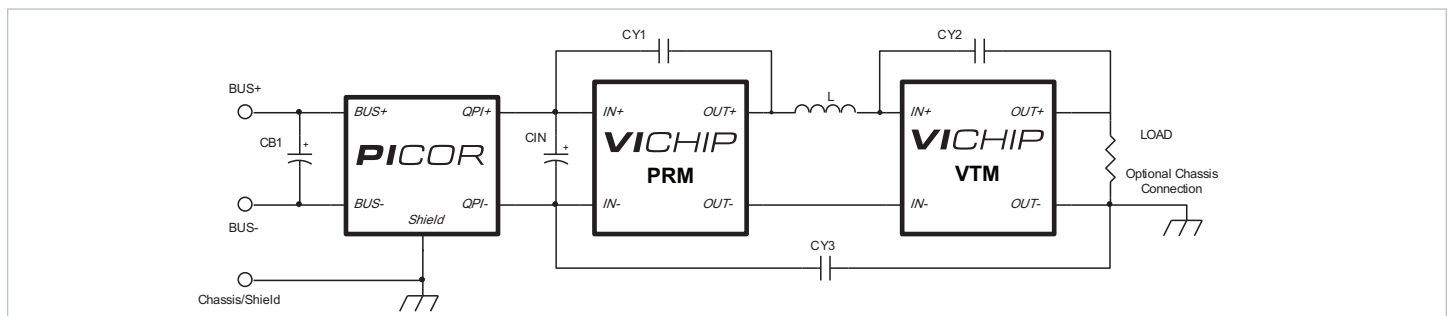 CY1
CY2
BUS+
BUS+
QPI+
IN+
OUT+
L
IN+
OUT+
CB1
+
PICOR
CIN
+
VICHIP
PRM
VICHIP
VTM
LOAD
Optional Chassis
Connection
BUS-
QPI-
IN-
OUT-
IN-
OUT-
Shield
BUS-
CY3
Chassis/Shield